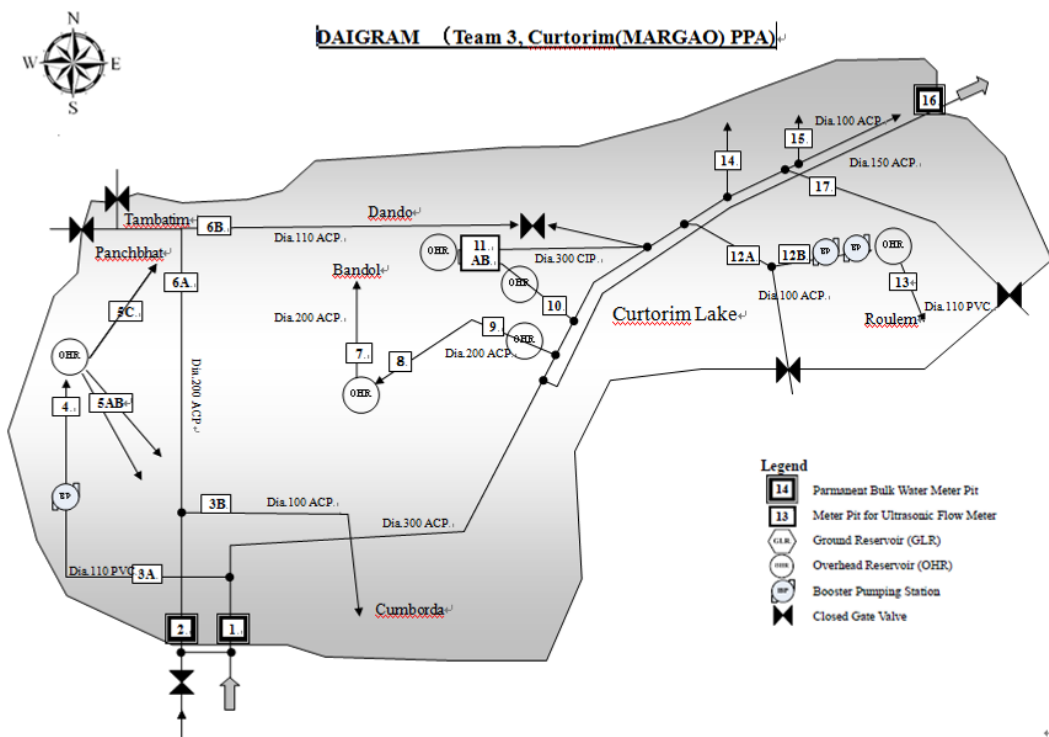 N
W E
S
DAIGRAM (Team 3, Curtorim(MARGAO) PPA)
16
Dia.100 ACP.
15.
Dia.150 ACP.
14.
17.
Tambatim
Dando
6B.
Dia.110 ACP.
Panchbhat
OHR
11.
AB.
12A.
12B.
BP
BP
OHR
6A.
Bandol
Dia.300 CIP.
OHR
13
Dia.100 ACP.
Dia.110 PVC.
5C.
10.
Curtorim Lake
Roulem
Dia.200 ACP.
9.
OHR
Dia.200 ACP.
OHR
7.
8.
Dia.200 ACP
OHR
4.
5AB
BP
3B
Dia.100 ACP.
Dia.300 ACP.
Dia.110 PVC.
3A.
Cumborda
2.
1.
Legend
14 Parmanent Bulk Water Meter Pit
13 Meter Pit for Ultrasonic Flow Meter
GLR Ground Reservoir (GLR)
OHR Overhead Reservoir (OHR)
BP Booster Pumping Station
Closed Gate Valve